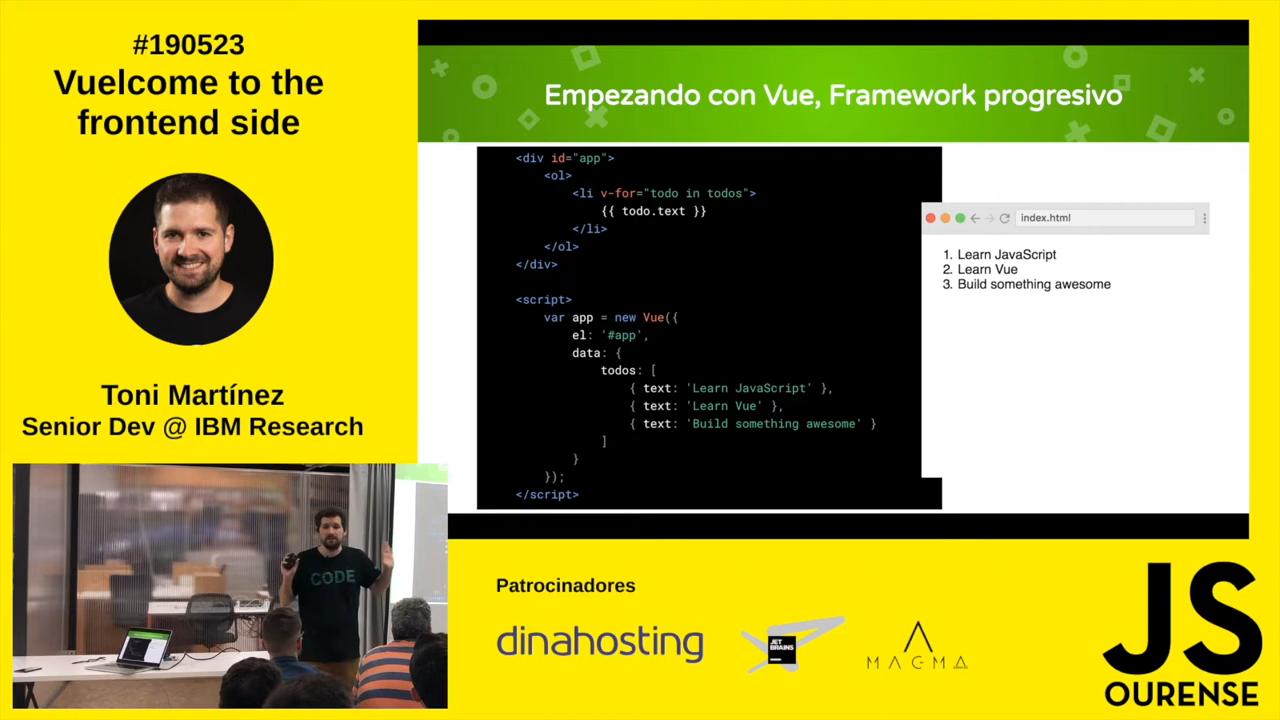 #190523
Vuelcome to the
frontend side
Toni Martínez
Senior Dev @ IBM Research
CODE
Empezando con Vue, Framework progresivo
<div id="app">
<ol>
<li v-for="todo in todos">
{{ todo.text }}
</li>
</ol>
</div>
<script>
var app = new Vue({
el: '#app',
data: {
todos: [
{ text: 'Learn JavaScript' },
{ text: 'Learn Vue' },
{ text: 'Build something awesome' }
]
}
});
</script>
index.html
1. Learn JavaScript
2. Learn Vue
3. Build something awesome
Patrocinadores
dinahosting
JET
BRAINS
MAGMA
JS
OURENSE